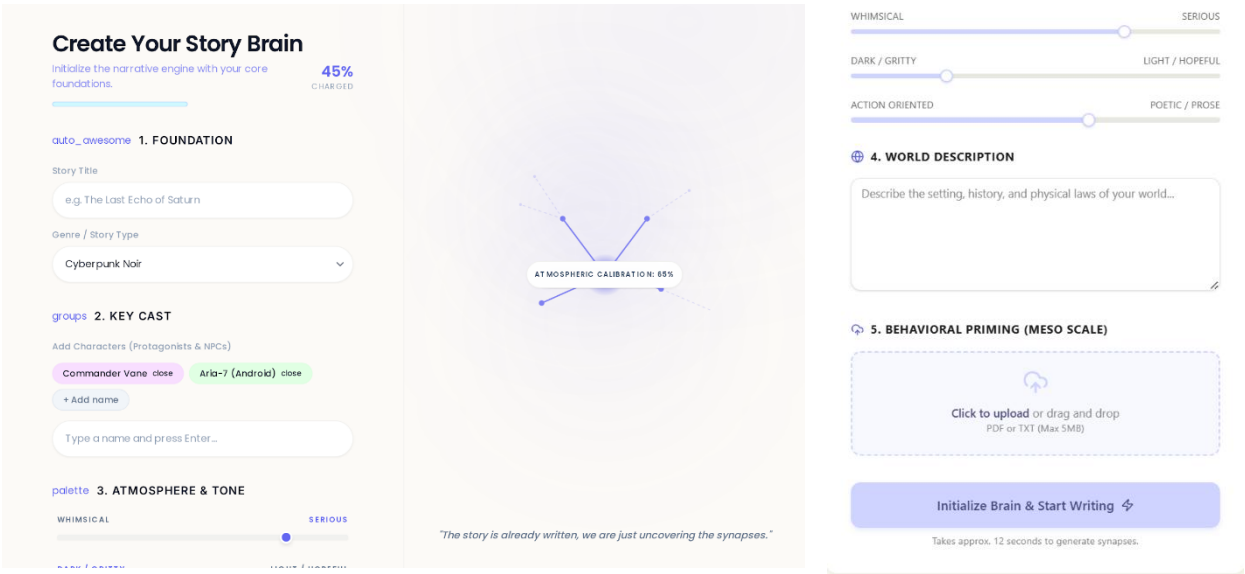 Create Your Story Brain
Initialize the narrative engine with your core
foundations.
45%
CHARGED
auto_awesome 1. FOUNDATION
Story Title
e.g. The Last Echo of Saturn
Genre / Story Type
Cyberpunk Noir
groups 2. KEY CAST
Add Characters (Protagonists & NPCs)
Commander Vane close Aria-7 (Android) close
+ Add name
Type a name and press Enter...
palette 3. ATMOSPHERE & TONE
WHIMSICAL SERIOUS
DARK / GRITTY LIGHT / HOPEFUL
ATMOSPHERIC CALIBRATION: 65%
"The story is already written, we are just uncovering the synapses."
WHIMSICAL SERIOUS
DARK / GRITTY LIGHT / HOPEFUL
ACTION ORIENTED POETIC / PROSE
4. WORLD DESCRIPTION
Describe the setting, history, and physical laws of your world...
5. BEHAVIORAL PRIMING (MESO SCALE)
Click to upload or drag and drop
PDF or TXT (Max 5MB)
Initialize Brain & Start Writing
Takes approx. 12 seconds to generate synapses.